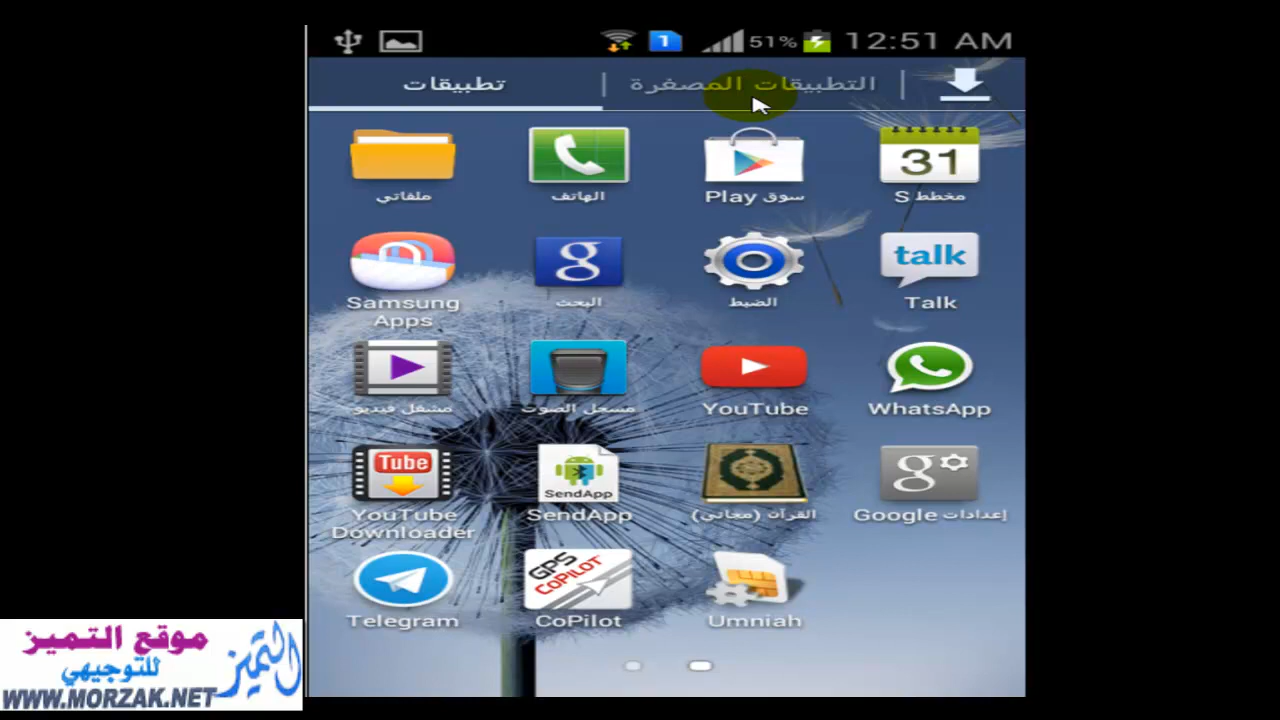 1 51% 12:51 AM
تطبيقات التطبيقات المصغرة
31
ملفاتي الهاتف سوق Play مخطط S
g talk
Samsung Apps البحث الضبط Talk
مشغل فيديو مسجل الصوت YouTube WhatsApp
Tube SendApp g
YouTube Downloader SendApp القرآن (مجاني) إعدادات Google
GPS COPILOT
Telegram CoPilot Umniah
موقع التميز
للتوجيهي
التميز
WWW.MORZAK.NET